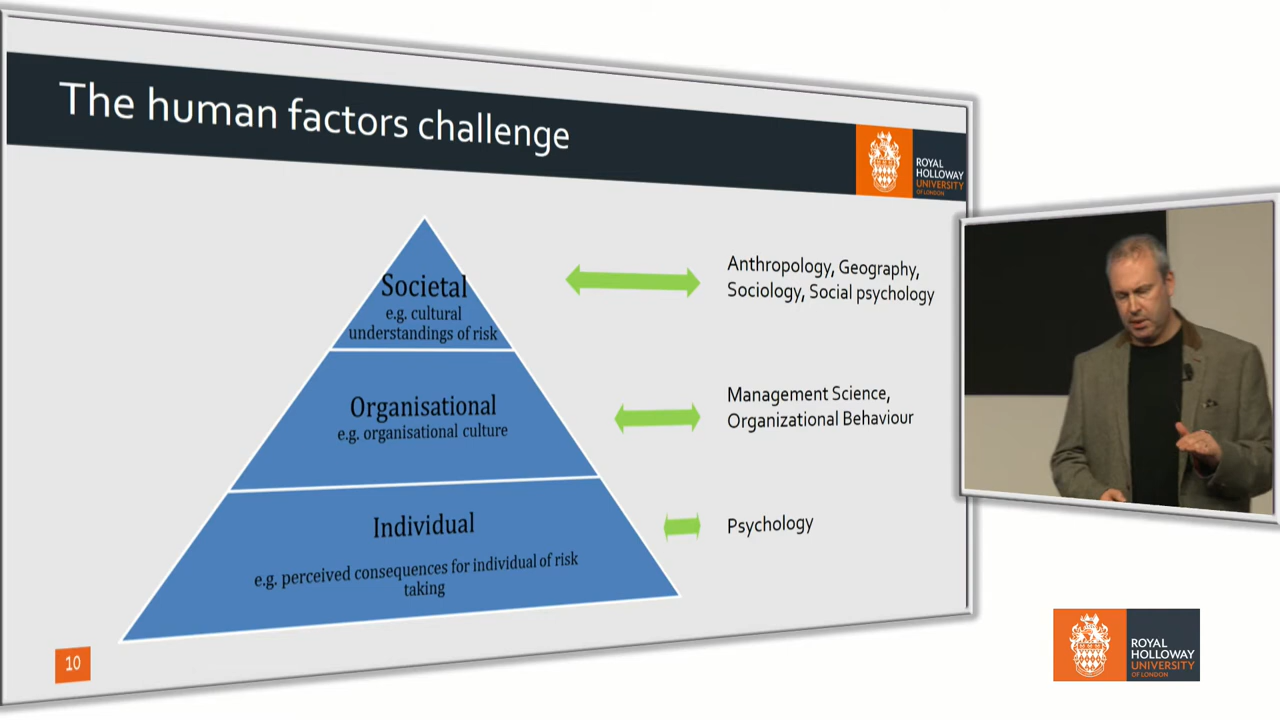 The human factors challenge
ROYAL
HOLLOWAY
UNIVERSITY
OF LONDON
Societal
e.g. cultural
understandings of risk
Anthropology, Geography,
Sociology, Social psychology
Organisational
e.g. organisational culture
Management Science,
Organizational Behaviour
Individual
e.g. perceived consequences for individual of risk
taking
Psychology
10
ROYAL
HOLLOWAY
UNIVERSITY
OF LONDON